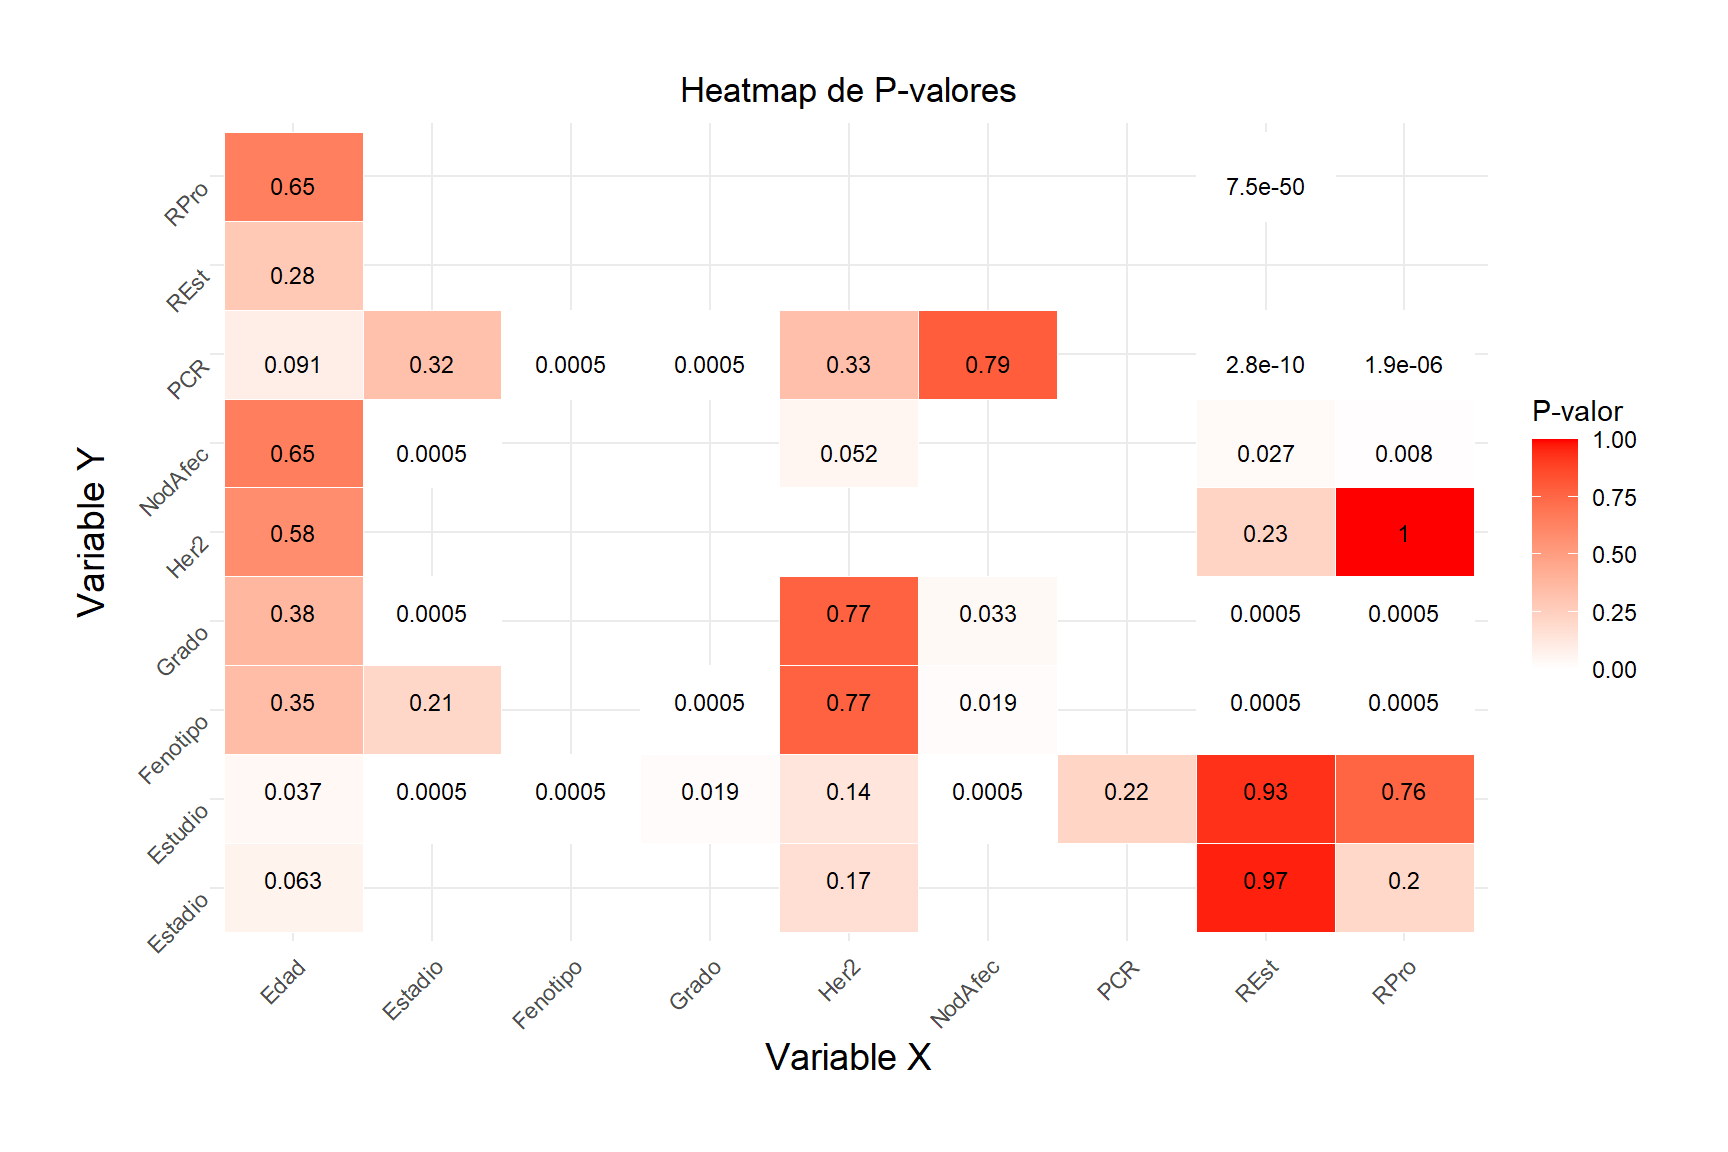 Heatmap de P-valores
Variable Y
RPro 0.65 7.5e-50
REst 0.28
PCR 0.091 0.32 0.0005 0.0005 0.33 0.79 2.8e-10 1.9e-06
NodAfec 0.65 0.0005 0.052 0.027 0.008
Her2 0.58 0.23 1
Grado 0.38 0.0005 0.77 0.033 0.0005 0.0005
Fenotipo 0.35 0.21 0.0005 0.77 0.019 0.0005 0.0005
Estudio 0.037 0.0005 0.0005 0.019 0.14 0.0005 0.22 0.93 0.76
Estadio 0.063 0.17 0.97 0.2
Edad Estadio Fenotipo Grado Her2 NodAfec PCR REst RPro
Variable X
P-valor
1.00
0.75
0.50
0.25
0.00